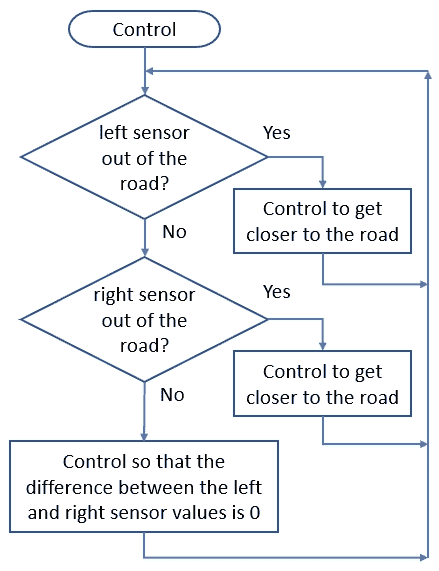 Control
left sensor
out of the
road?
Yes
Control to get
closer to the road
No
right sensor
out of the
road?
Yes
Control to get
closer to the road
No
Control so that the
difference between the left
and right sensor values is 0